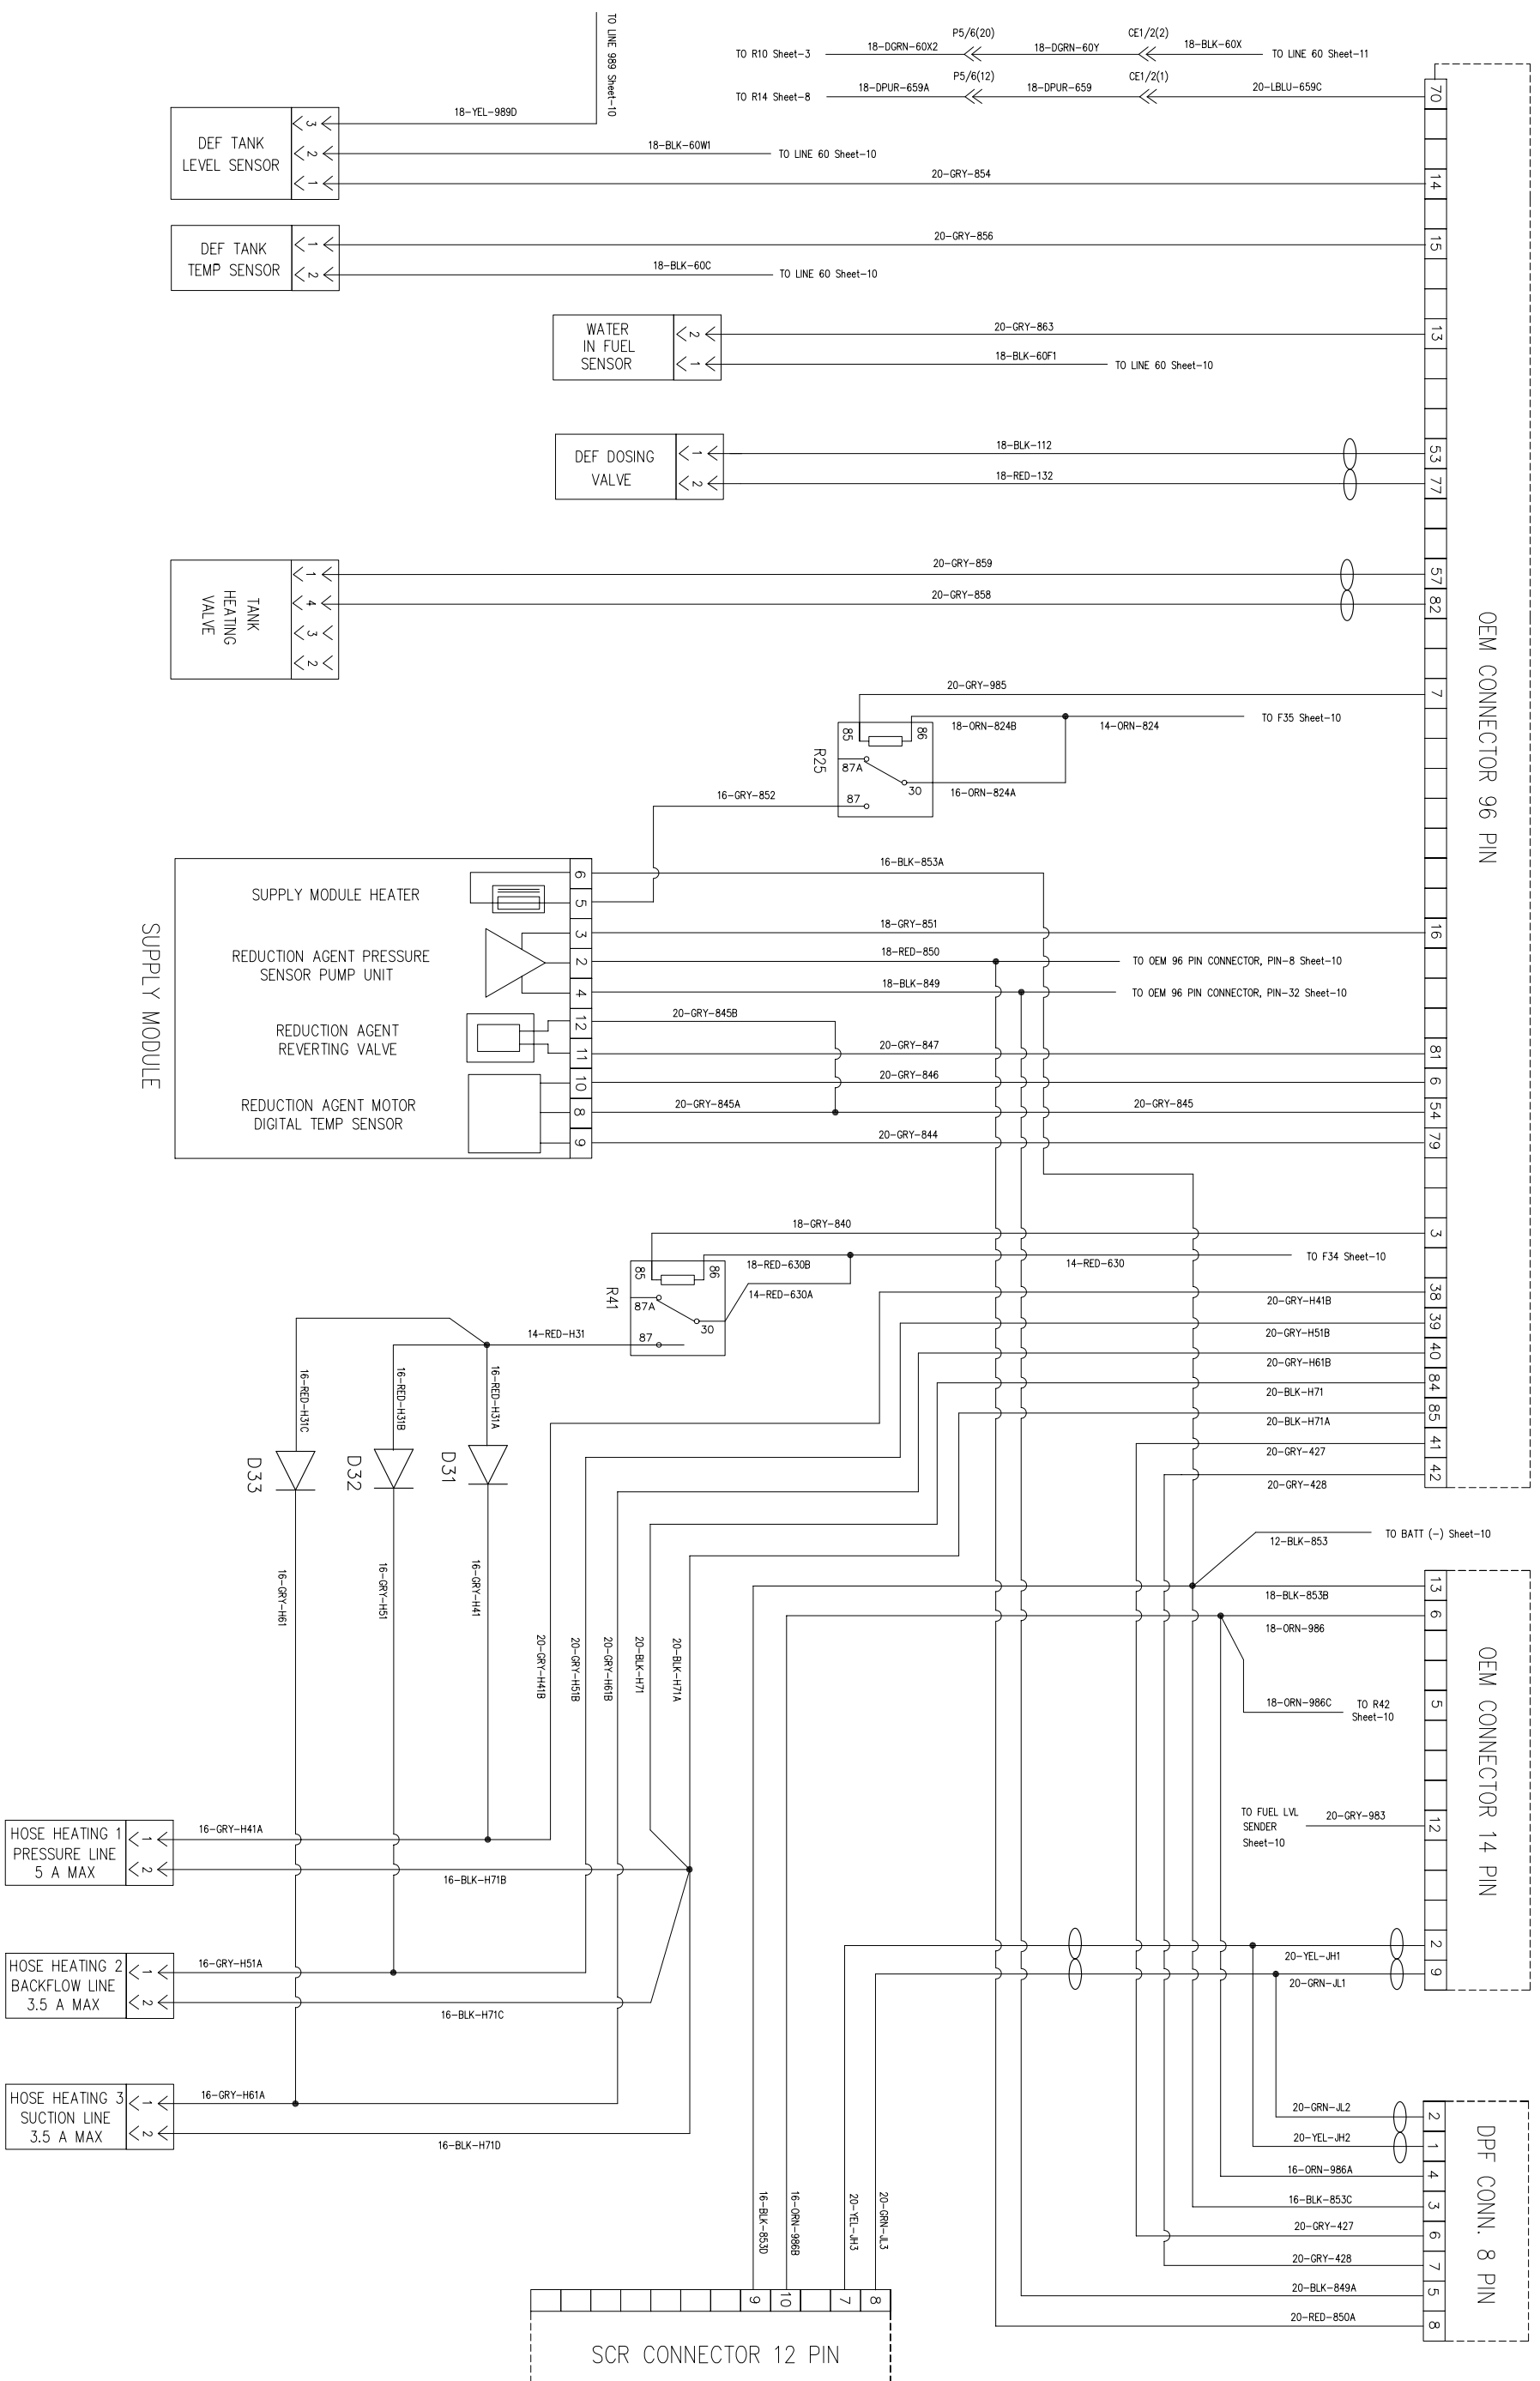 TO LINE 989 Sheet-10
TO R10 Sheet-3
18-DGRN-60X2
P5/6(20)
18-DGRN-60Y
CE1/2(2)
18-BLK-60X
TO LINE 60 Sheet-11
TO R14 Sheet-8
18-DPUR-659A
P5/6(12)
18-DPUR-659
CE1/2(1)
20-LBLU-659C
70
DEF TANK
LEVEL SENSOR
3
2
1
18-YEL-989D
18-BLK-60W1
TO LINE 60 Sheet-10
20-GRY-854
14
DEF TANK
TEMP SENSOR
1
2
20-GRY-856
15
18-BLK-60C
TO LINE 60 Sheet-10
WATER
IN FUEL
SENSOR
2
1
20-GRY-863
13
18-BLK-60F1
TO LINE 60 Sheet-10
DEF DOSING
VALVE
1
2
18-BLK-112
53
18-RED-132
77
TANK
HEATING
VALVE
1
4
3
2
20-GRY-859
57
20-GRY-858
82
OEM CONNECTOR 96 PIN
20-GRY-985
7
18-ORN-824B
14-ORN-824
TO F35 Sheet-10
85
86
87A
30
87
R25
16-ORN-824A
16-GRY-852
SUPPLY MODULE
SUPPLY MODULE HEATER
REDUCTION AGENT PRESSURE
SENSOR PUMP UNIT
REDUCTION AGENT
REVERTING VALVE
REDUCTION AGENT MOTOR
DIGITAL TEMP SENSOR
6
5
3
2
4
12
11
10
8
9
16-BLK-853A
18-GRY-851
16
18-RED-850
TO OEM 96 PIN CONNECTOR, PIN-8 Sheet-10
18-BLK-849
TO OEM 96 PIN CONNECTOR, PIN-32 Sheet-10
20-GRY-845B
20-GRY-847
81
20-GRY-846
6
20-GRY-845A
20-GRY-845
54
20-GRY-844
79
18-GRY-840
3
18-RED-630B
14-RED-630
TO F34 Sheet-10
14-RED-630A
85
86
87A
30
87
R41
14-RED-H31
38
20-GRY-H41B
39
20-GRY-H51B
40
20-GRY-H61B
84
20-BLK-H71
85
20-BLK-H71A
41
20-GRY-427
42
20-GRY-428
16-RED-H31C
16-RED-H31B
16-RED-H31A
D33
D32
D31
16-GRY-H61
16-GRY-H51
16-GRY-H41
20-GRY-H41B
20-GRY-H51B
20-GRY-H61B
20-BLK-H71
20-BLK-H71A
12-BLK-853
TO BATT (-) Sheet-10
OEM CONNECTOR 14 PIN
13
18-BLK-853B
6
18-ORN-986
5
18-ORN-986C
TO R42
Sheet-10
TO FUEL LVL
SENDER
Sheet-10
20-GRY-983
12
2
20-YEL-JH1
9
20-GRN-JL1
HOSE HEATING 1
PRESSURE LINE
5 A MAX
1
2
16-GRY-H41A
16-BLK-H71B
HOSE HEATING 2
BACKFLOW LINE
3.5 A MAX
1
2
16-GRY-H51A
16-BLK-H71C
HOSE HEATING 3
SUCTION LINE
3.5 A MAX
1
2
16-GRY-H61A
16-BLK-H71D
DPF CONN. 8 PIN
20-GRN-JL2
2
20-YEL-JH2
1
16-ORN-986A
4
16-BLK-853C
3
20-GRY-427
6
20-GRY-428
7
20-BLK-849A
5
20-RED-850A
8
16-BLK-853D
16-ORN-986B
20-YEL-JH3
20-GRN-JL3
9
10
7
8
SCR CONNECTOR 12 PIN